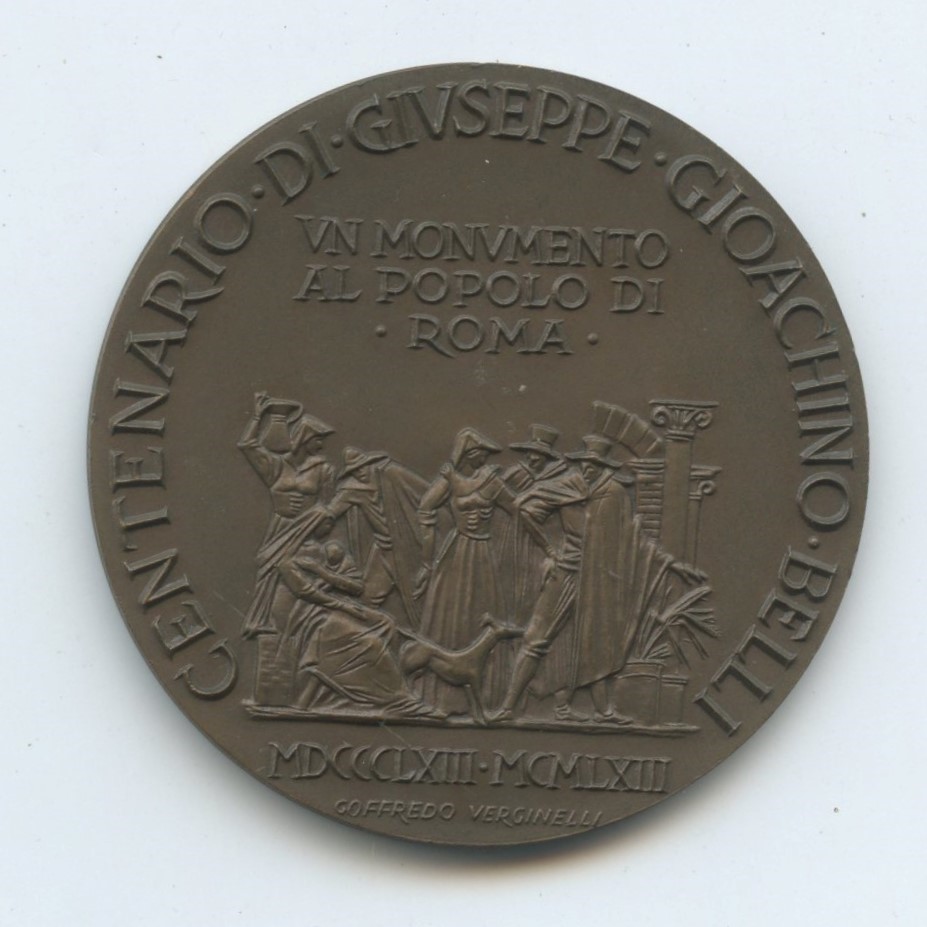 CENTENARIO · DI · GIVSEPPE · GIOACHINO · BELLI
VN MONVMENTO
AL POPOLO DI
· ROMA ·
MDCCCLXIII · MCMLXIII
GOFFREDO VERGINELLI